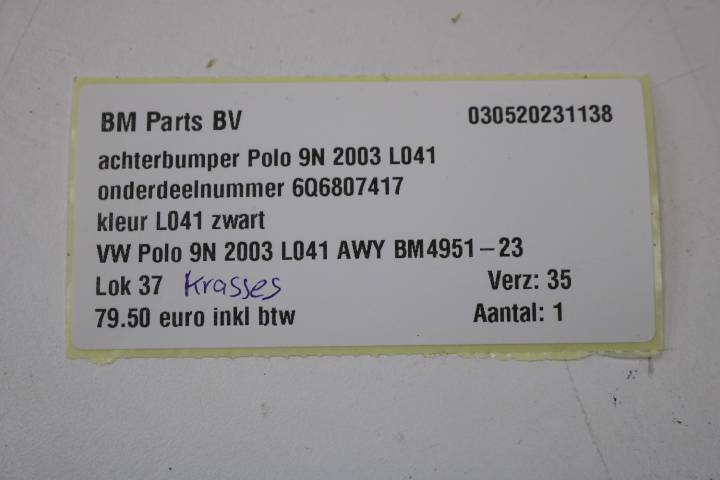 BM Parts BV 030520231138
achterbumper Polo 9N 2003 L041
onderdeelnummer 6Q6807417
kleur L041 zwart
VW Polo 9N 2003 L041 AWY BM4951-23
Lok 37 krasses Verz: 35
79.50 euro inkl btw Aantal: 1